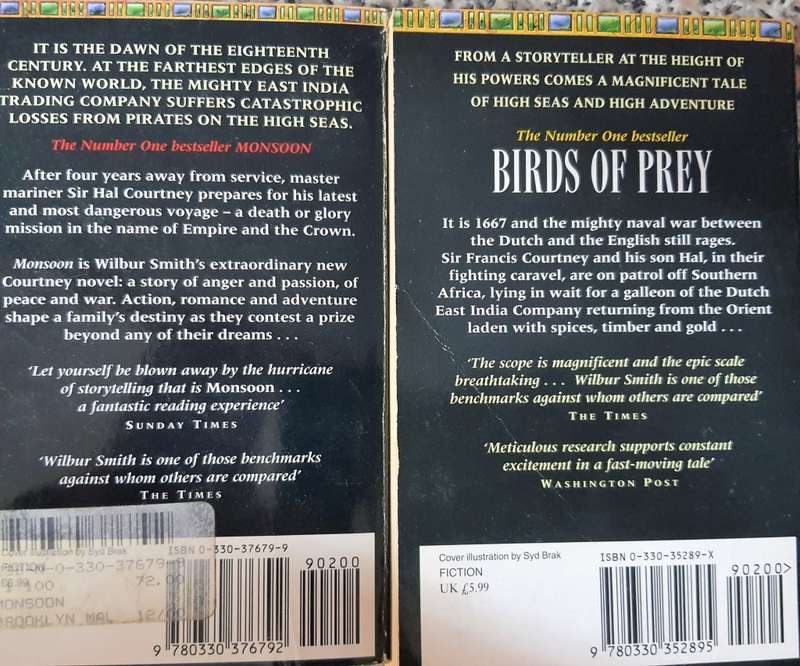 IT IS THE DAWN OF THE EIGHTEENTH
CENTURY. AT THE FARTHEST EDGES OF THE
KNOWN WORLD, THE MIGHTY EAST INDIA
TRADING COMPANY SUFFERS CATASTROPHIC
LOSSES FROM PIRATES ON THE HIGH SEAS.
The Number One bestseller MONSOON
After four years away from service, master
mariner Sir Hal Courtney prepares for his latest
and most dangerous voyage – a death or glory
mission in the name of Empire and the Crown.
Monsoon is Wilbur Smith's extraordinary new
Courtney novel: a story of anger and passion, of
peace and war. Action, romance and adventure
shape a family's destiny as they contest a prize
beyond any of their dreams . . .
'Let yourself be blown away by the hurricane
of storytelling that is Monsoon . . .
a fantastic reading experience'
SUNDAY TIMES
'Wilbur Smith is one of those benchmarks
against whom others are compared'
THE TIMES
Cover illustration by Syd Brak
FICTION
£6.99
0-330-37679-9
100 72.00
MONSOON
BROOKLYN MAL 12/
ISBN 0-330-37679-9
90200
9 780330 376792
FROM A STORYTELLER AT THE HEIGHT OF
HIS POWERS COMES A MAGNIFICENT TALE
OF HIGH SEAS AND HIGH ADVENTURE
The Number One bestseller
BIRDS OF PREY
It is 1667 and the mighty naval war between
the Dutch and the English still rages.
Sir Francis Courtney and his son Hal, in their
fighting caravel, are on patrol off Southern
Africa, lying in wait for a galleon of the Dutch
East India Company returning from the Orient
laden with spices, timber and gold . . .
'The scope is magnificent and the epic scale
breathtaking . . . Wilbur Smith is one of those
benchmarks against whom others are compared'
THE TIMES
'Meticulous research supports constant
excitement in a fast-moving tale'
WASHINGTON POST
Cover illustration by Syd Brak
FICTION
UK £5.99
ISBN 0-330-35289-X
90200>
9 780330 352895